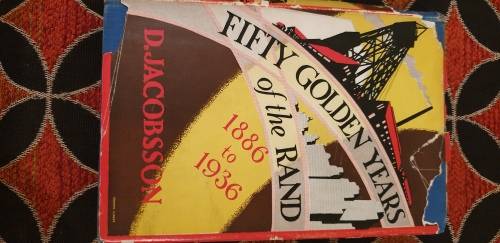 FIFTY GOLDEN YEARS
of the RAND
1886
to
1936
D. JACOBSSON